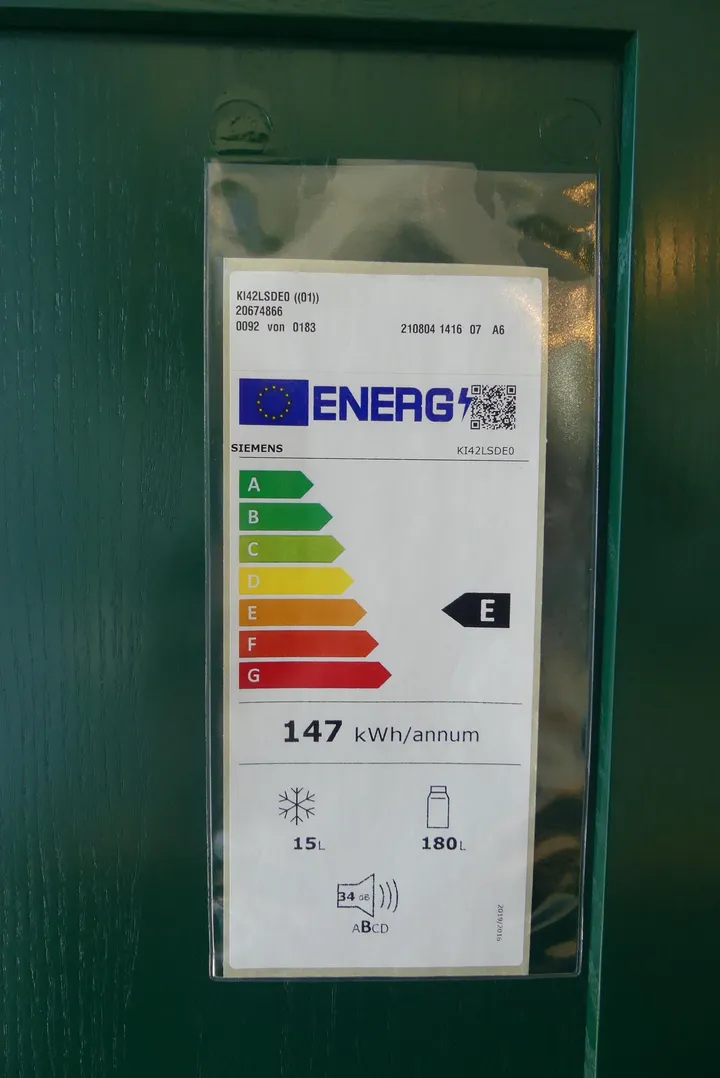 KI42LSDE0 ((01))
20674866
0092 von 0183 210804 1416 07 A6
ENERG
SIEMENS KI42LSDE0
A
B
C
D
E E
F
G
147 kWh/annum
15L 180L
34 dB
ABCD
2019/2016